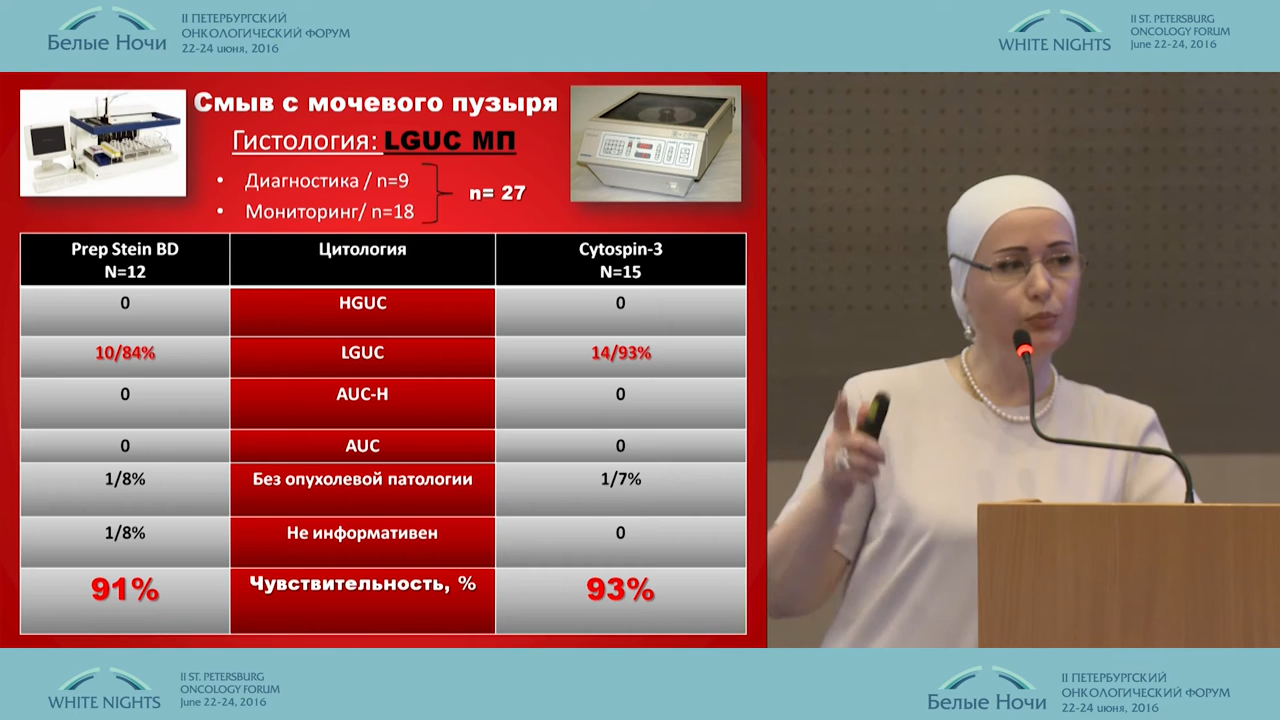 II ПЕТЕРБУРГСКИЙ
ОНКОЛОГИЧЕСКИЙ ФОРУМ
22-24 июня, 2016
Белые Ночи
II ST. PETERSBURG
ONCOLOGY FORUM
June 22-24, 2016
WHITE NIGHTS
Смыв с мочевого пузыря
Гистология: LGUC МП
• Диагностика / n=9
• Мониторинг/ n=18
n= 27
Prep Stein BD N=12 Цитология Cytospin-3 N=15
0 HGUC 0
10/84% LGUC 14/93%
0 AUC-H 0
0 AUC 0
1/8% Без опухолевой патологии 1/7%
1/8% Не информативен 0
91% Чувствительность, % 93%
II ST. PETERSBURG
ONCOLOGY FORUM
June 22-24, 2016
WHITE NIGHTS
II ПЕТЕРБУРГСКИЙ
ОНКОЛОГИЧЕСКИЙ ФОРУМ
22-24 июня, 2016
Белые Ночи